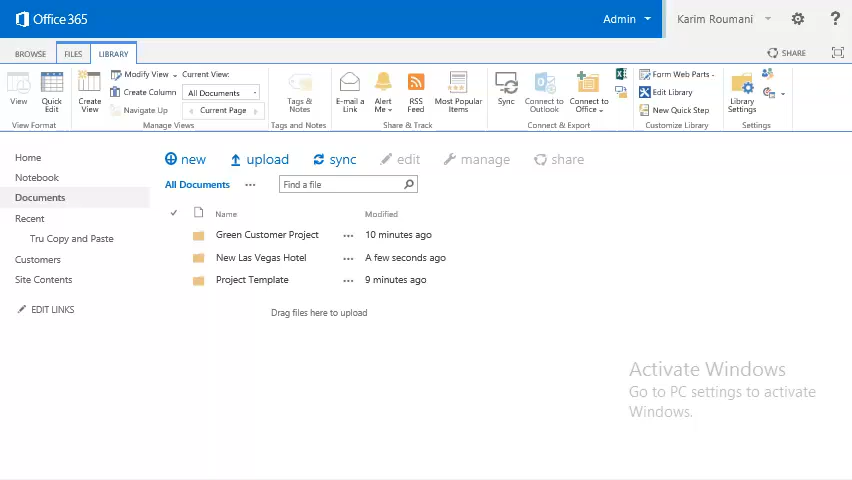 Office 365
Admin
Karim Roumani
?
BROWSE
FILES
LIBRARY
SHARE
View
Quick
Edit
View Format
Create
View
Modify View
Create Column
Navigate Up
Current View:
All Documents
Current Page
Manage Views
Tags &
Notes
Tags and Notes
E-mail a
Link
Alert
Me
RSS
Feed
Most Popular
Items
Share & Track
Sync
Connect to
Outlook
Connect to
Office
Connect & Export
Form Web Parts
Edit Library
New Quick Step
Customize Library
Library
Settings
Settings
Home
Notebook
Documents
Recent
Tru Copy and Paste
Customers
Site Contents
EDIT LINKS
new
upload
sync
edit
manage
share
All Documents
...
Find a file
Name
Modified
Green Customer Project ... 10 minutes ago
New Las Vegas Hotel ... A few seconds ago
Project Template ... 9 minutes ago
Drag files here to upload
Activate Windows
Go to PC settings to activate
Windows.